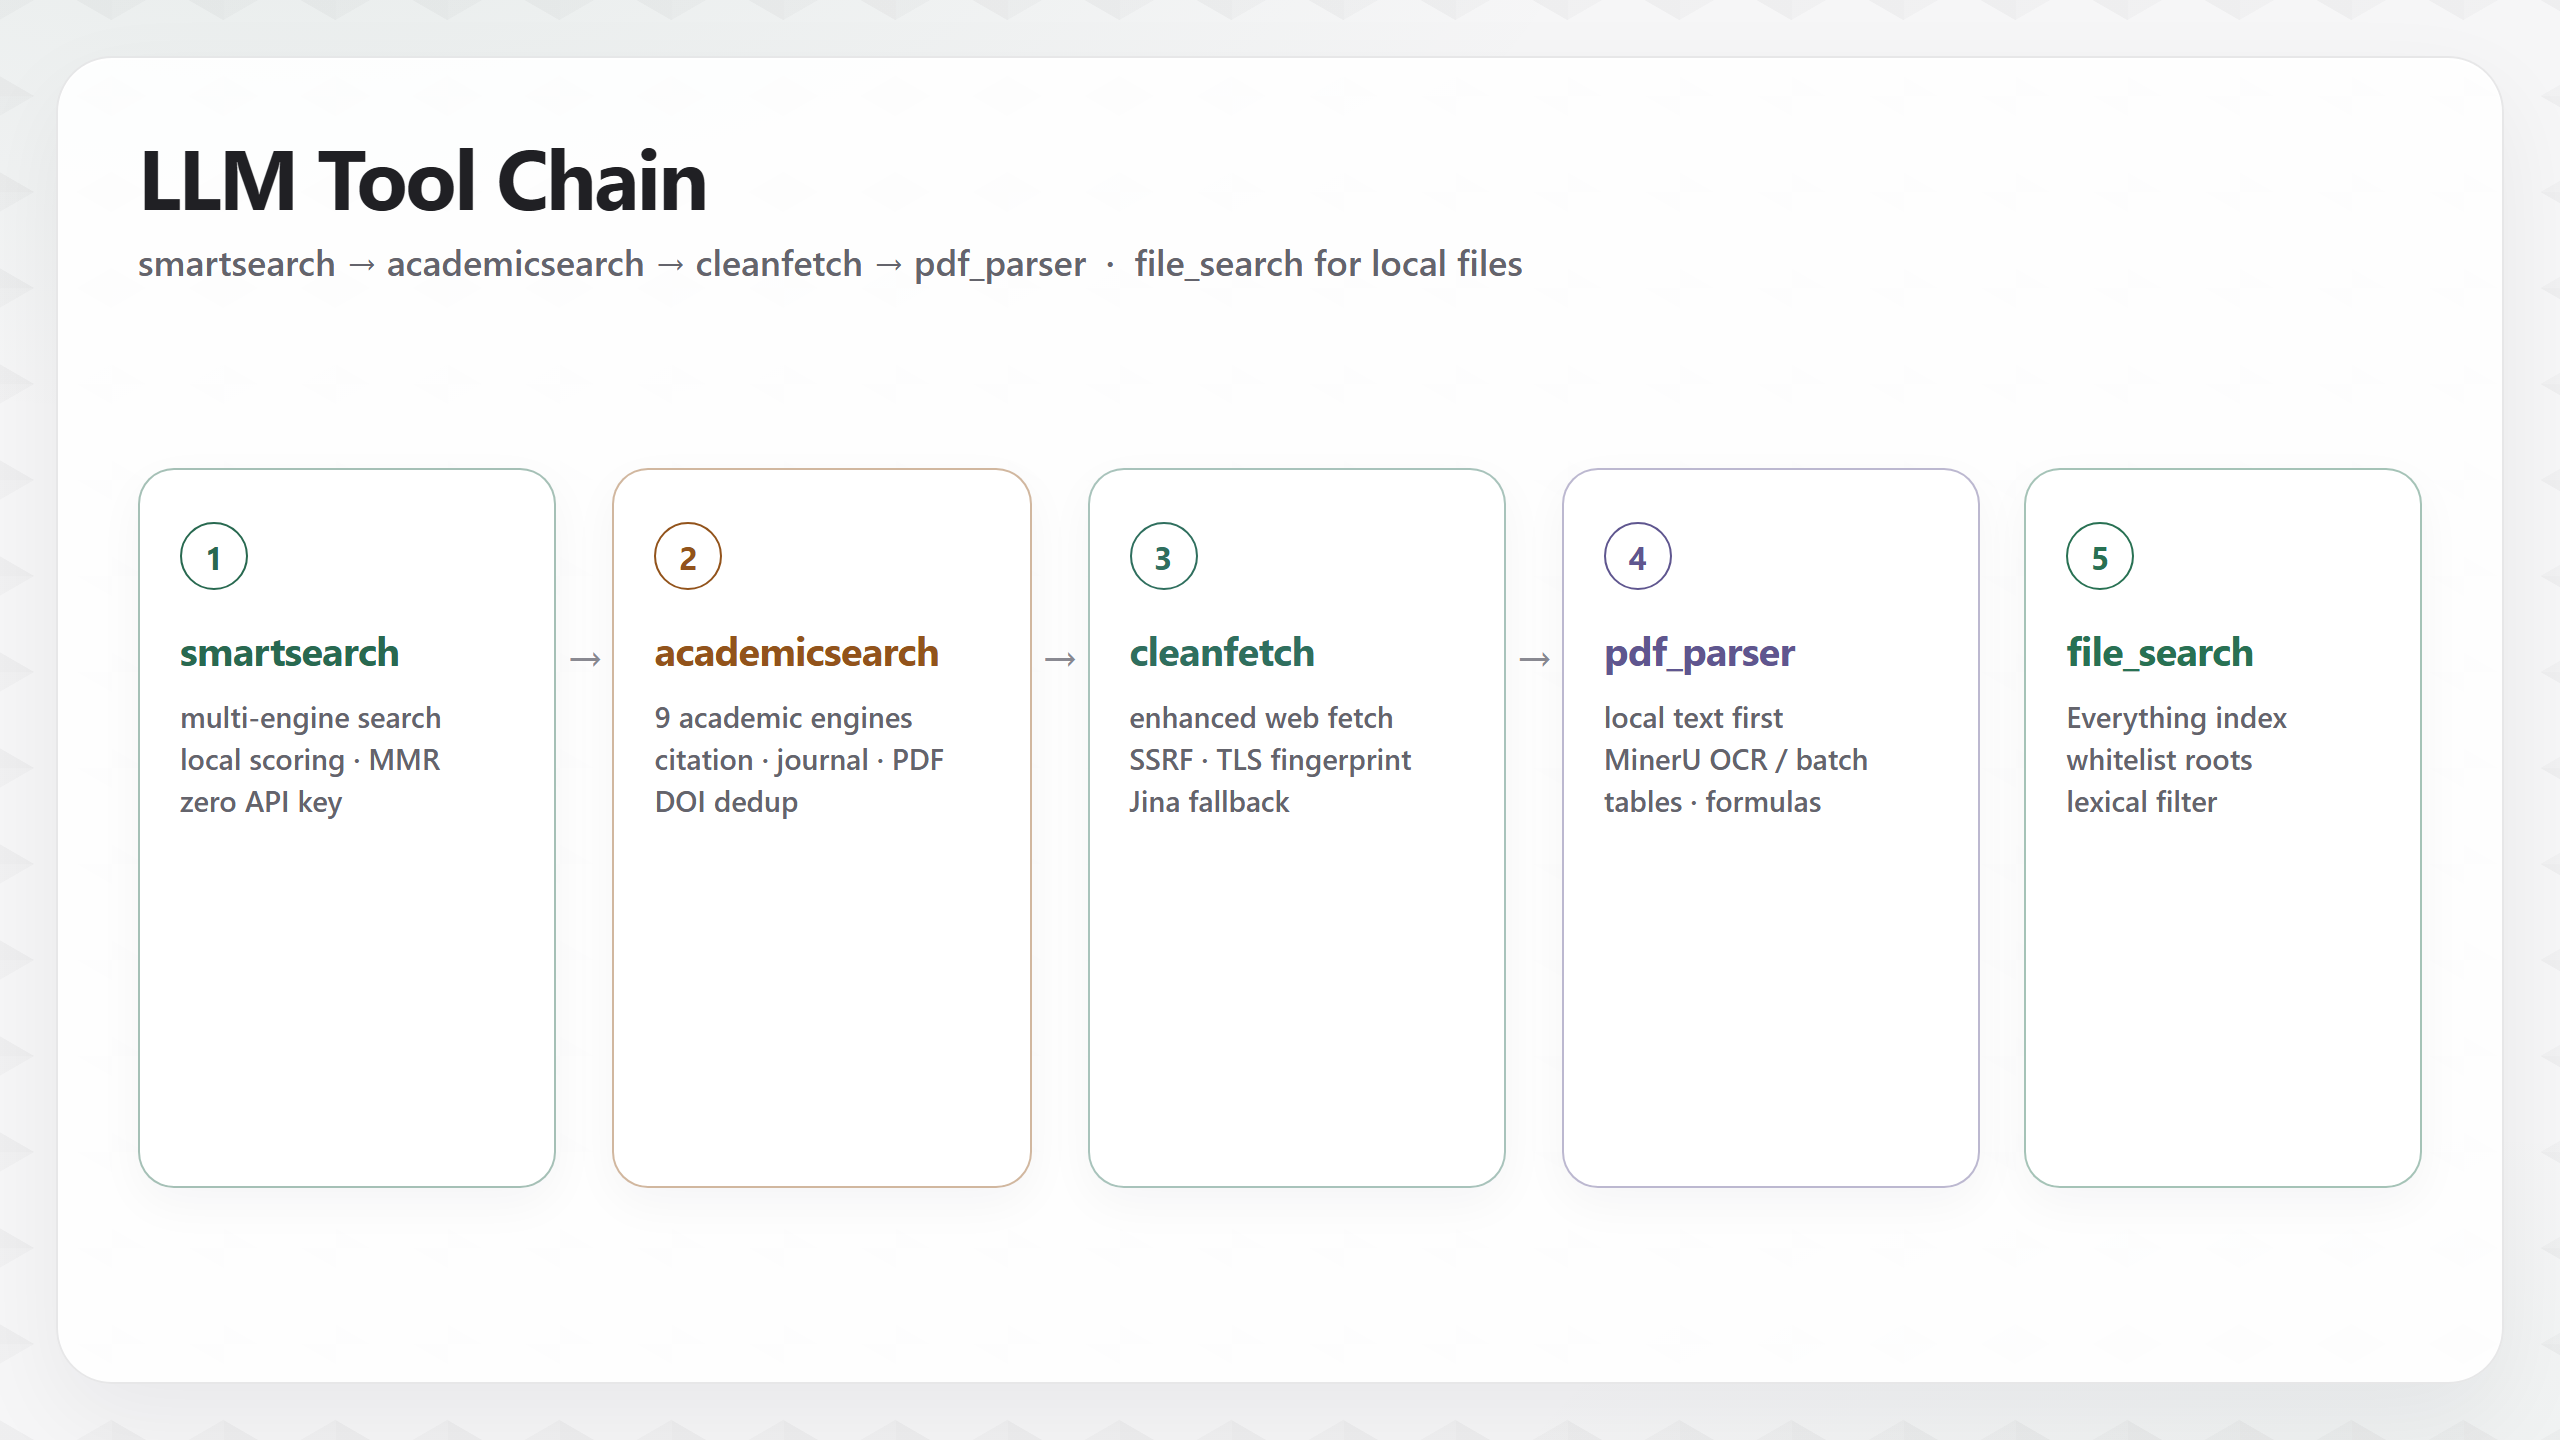 LLM Tool Chain
smartsearch → academicsearch → cleanfetch → pdf_parser · file_search for local files
1
smartsearch
multi-engine search
local scoring · MMR
zero API key
→
2
academicsearch
9 academic engines
citation · journal · PDF
DOI dedup
→
3
cleanfetch
enhanced web fetch
SSRF · TLS fingerprint
Jina fallback
→
4
pdf_parser
local text first
MinerU OCR / batch
tables · formulas
5
file_search
Everything index
whitelist roots
lexical filter